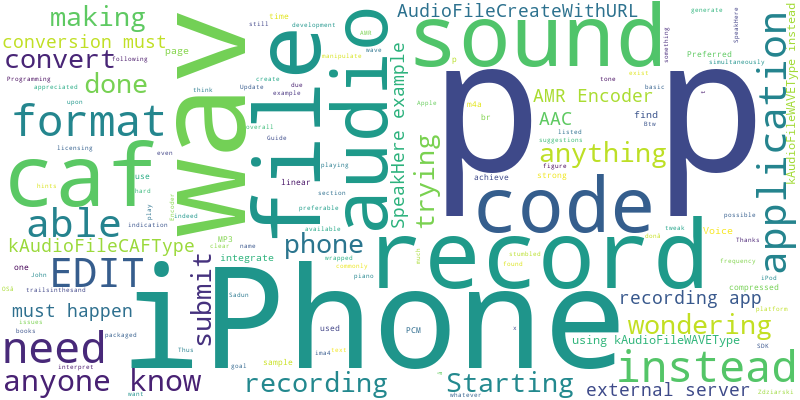 making
conversion must
convert
page
done
time
development
still
AMR
manipulate
wave
AudioFileCreateWithURL
generate
SpeakHere
something
Programming
following
appreciated
think
create
Update
due
example
Preferred
simultaneously
wav
file
audio
sound
p p
application
kAudioFileWAVEType instead
format
upon
overall
Guide
Apple
tone
exist
basic
AMR Encoder
m4a
br
find
AAC
listed
Btw
suggestions
SpeakHere example
trying
anything
licensing
even
playing
linear
section
achieve
figure
strong
caf
use
hard
hints
play
indication
Encoder
indeed
preferable
available
code
able
kAudioFileCAFType
MP3
clear
name
phone
wrapped
commonly
piano
integrate
record
much
stumbled
found
done
tweak
Voice
frequency
possible
Thanks
iPod
one
John
osa
trailsinthesand
EDIT
submit
Sadun
iPhone
compressed
platform
issues
books
packaged
must happen
Thus
goal
used
ima4
test
PCM
x
recording app
wondering
using kAudioFileWAVEType
SDK
need
interpret
sample
instead
anyone know
want
recording
Starting
whatever
external server
Zdziarski